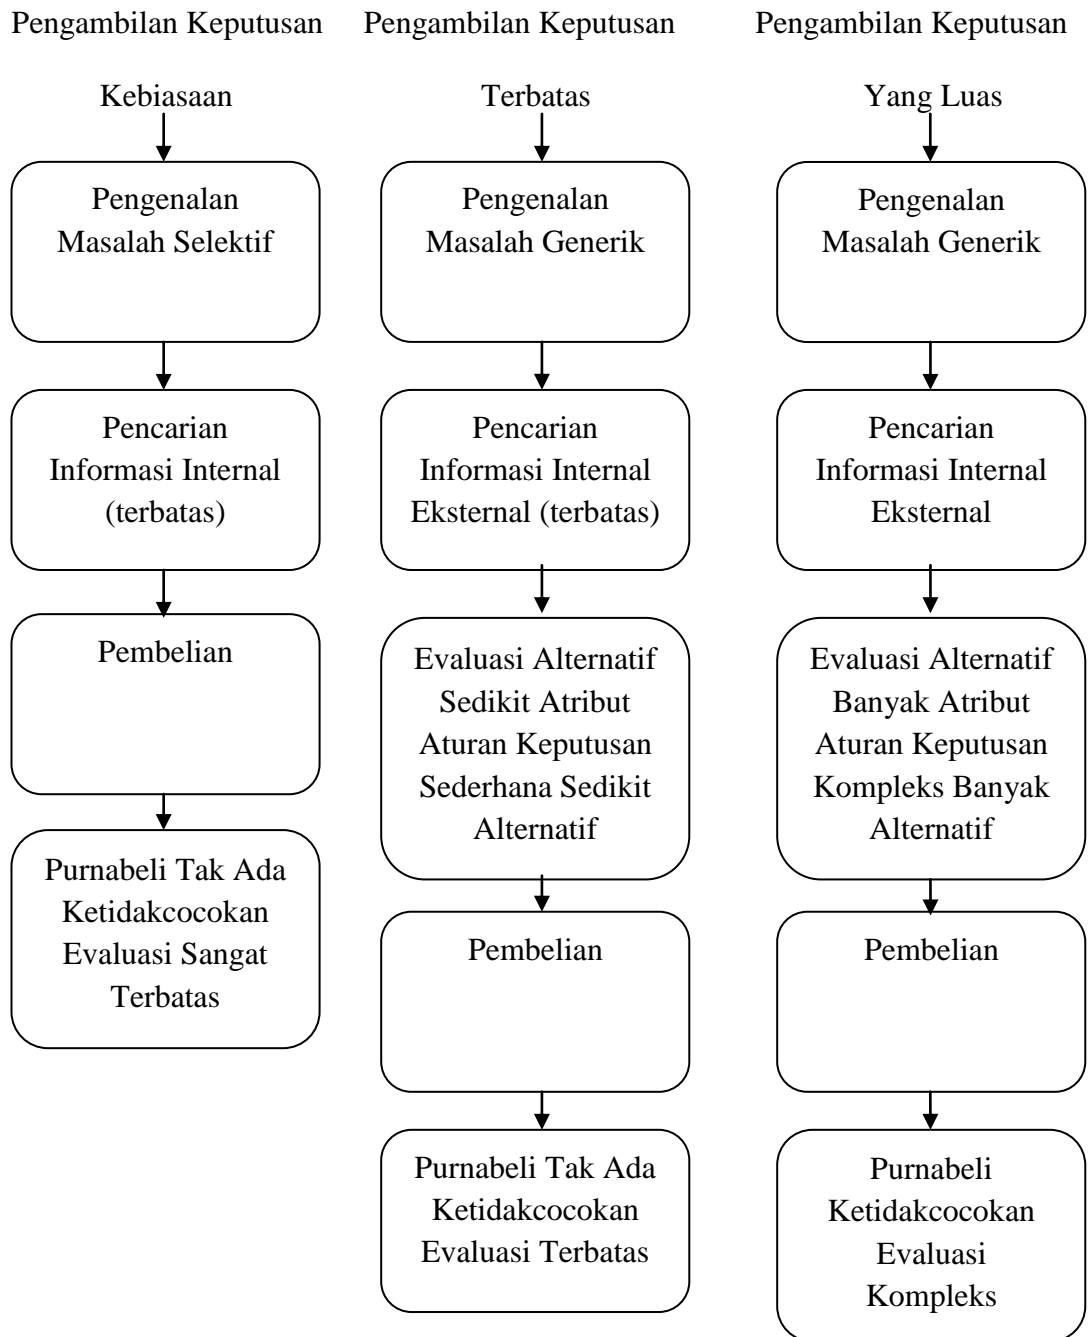 Pengambilan Keputusan
Kebiasaan
Pengenalan
Masalah Selektif
Pencarian
Informasi Internal
(terbatas)
Pembelian
Purnabeli Tak Ada
Ketidakcocokan
Evaluasi Sangat
Terbatas
Pengambilan Keputusan
Terbatas
Pengenalan
Masalah Generik
Pencarian
Informasi Internal
Eksternal (terbatas)
Evaluasi Alternatif
Sedikit Atribut
Aturan Keputusan
Sederhana Sedikit
Alternatif
Pembelian
Purnabeli Tak Ada
Ketidakcocokan
Evaluasi Terbatas
Pengambilan Keputusan
Yang Luas
Pengenalan
Masalah Generik
Pencarian
Informasi Internal
Eksternal
Evaluasi Alternatif
Banyak Atribut
Aturan Keputusan
Kompleks Banyak
Alternatif
Pembelian
Purnabeli
Ketidakcocokan
Evaluasi
Kompleks